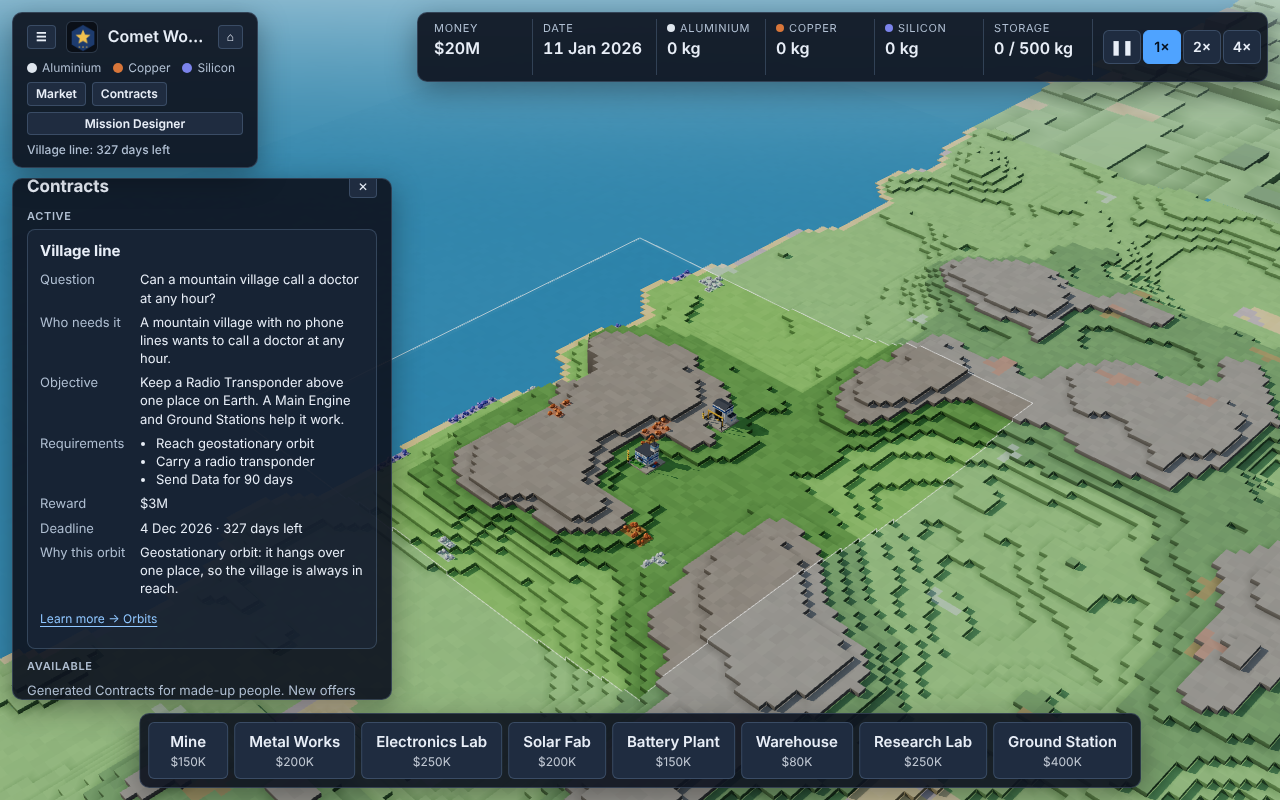 ☰ Comet Wo... ⌂
Aluminium Copper Silicon
Market Contracts
Mission Designer
Village line: 327 days left
MONEY
$20M
DATE
11 Jan 2026
ALUMINIUM
0 kg
COPPER
0 kg
SILICON
0 kg
STORAGE
0 / 500 kg
❚❚ 1× 2× 4×
Contracts ✕
ACTIVE
Village line
Question
Can a mountain village call a doctor
at any hour?
Who needs it
A mountain village with no phone
lines wants to call a doctor at any
hour.
Objective
Keep a Radio Transponder above
one place on Earth. A Main Engine
and Ground Stations help it work.
Requirements
• Reach geostationary orbit
• Carry a radio transponder
• Send Data for 90 days
Reward
$3M
Deadline
4 Dec 2026 · 327 days left
Why this orbit
Geostationary orbit: it hangs over
one place, so the village is always in
reach.
Learn more → Orbits
AVAILABLE
Generated Contracts for made-up people. New offers
Mine
$150K
Metal Works
$200K
Electronics Lab
$250K
Solar Fab
$200K
Battery Plant
$150K
Warehouse
$80K
Research Lab
$250K
Ground Station
$400K